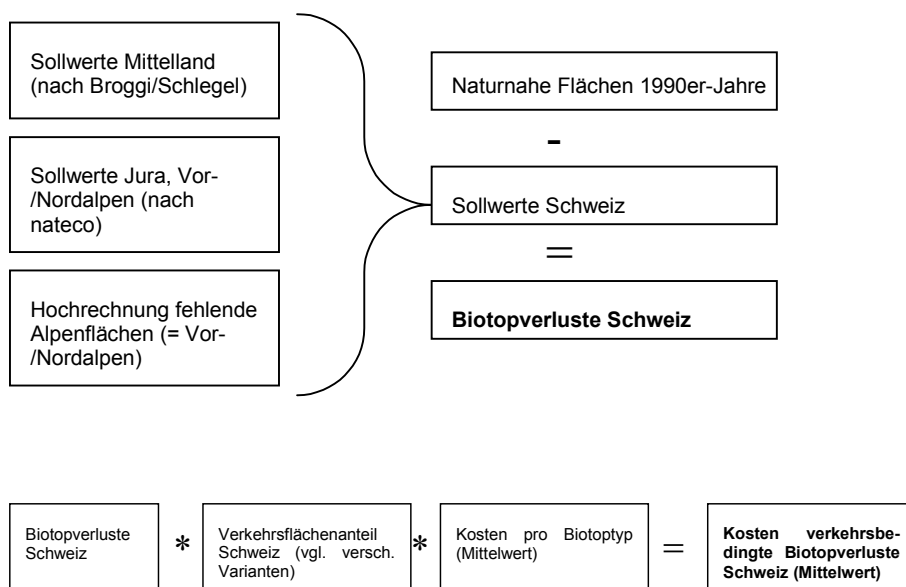 Sollwerte Mittelland
(nach Broggi/Schlegel)
Sollwerte Jura, Vor-
/Nordalpen (nach
nateco)
Hochrechnung fehlende
Alpenflächen (= Vor-
/Nordalpen)
Naturnahe Flächen 1990er-Jahre
-
Sollwerte Schweiz
=
Biotopverluste Schweiz
Biotopverluste
Schweiz
*
Verkehrsflächenanteil
Schweiz (vgl. versch.
Varianten)
*
Kosten pro Biotoptyp
(Mittelwert)
=
Kosten verkehrsbe-
dingte Biotopverluste
Schweiz (Mittelwert)